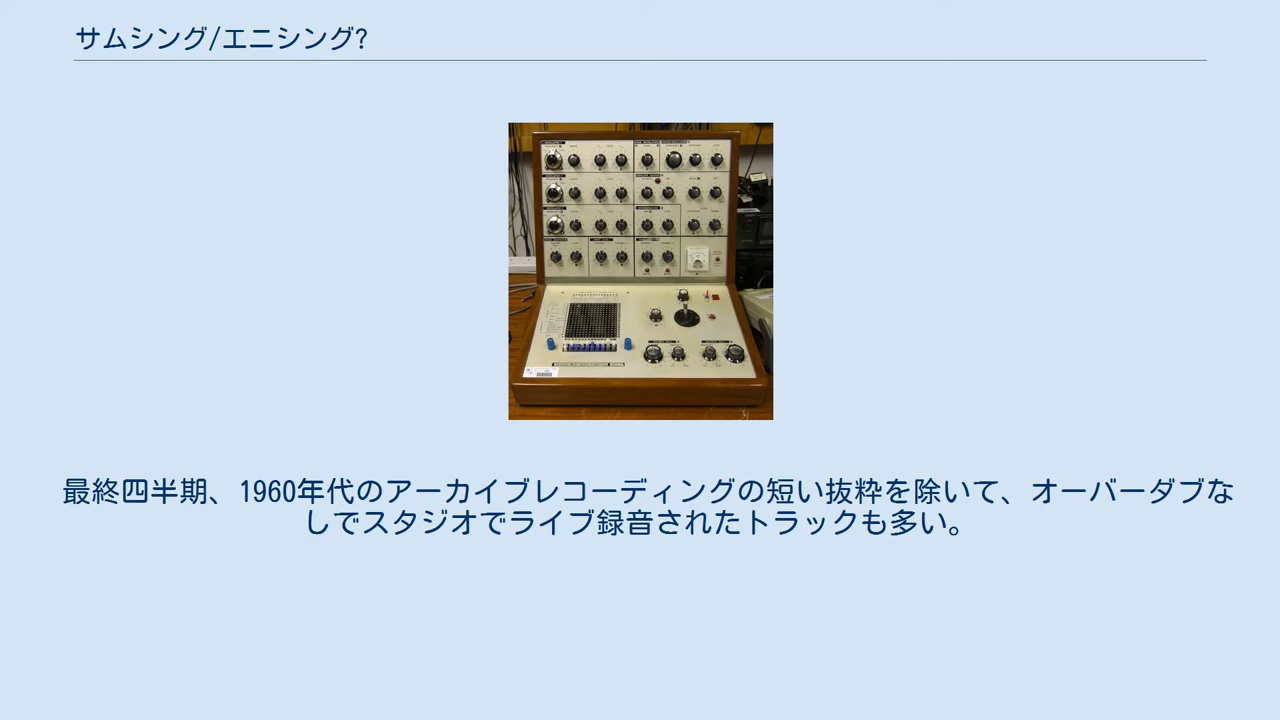 サムシング/エニシング?
最終四半期、1960年代のアーカイブレコーディングの短い抜粋を除いて、オーバーダブな
しでスタジオでライブ録音されたトラックも多い。